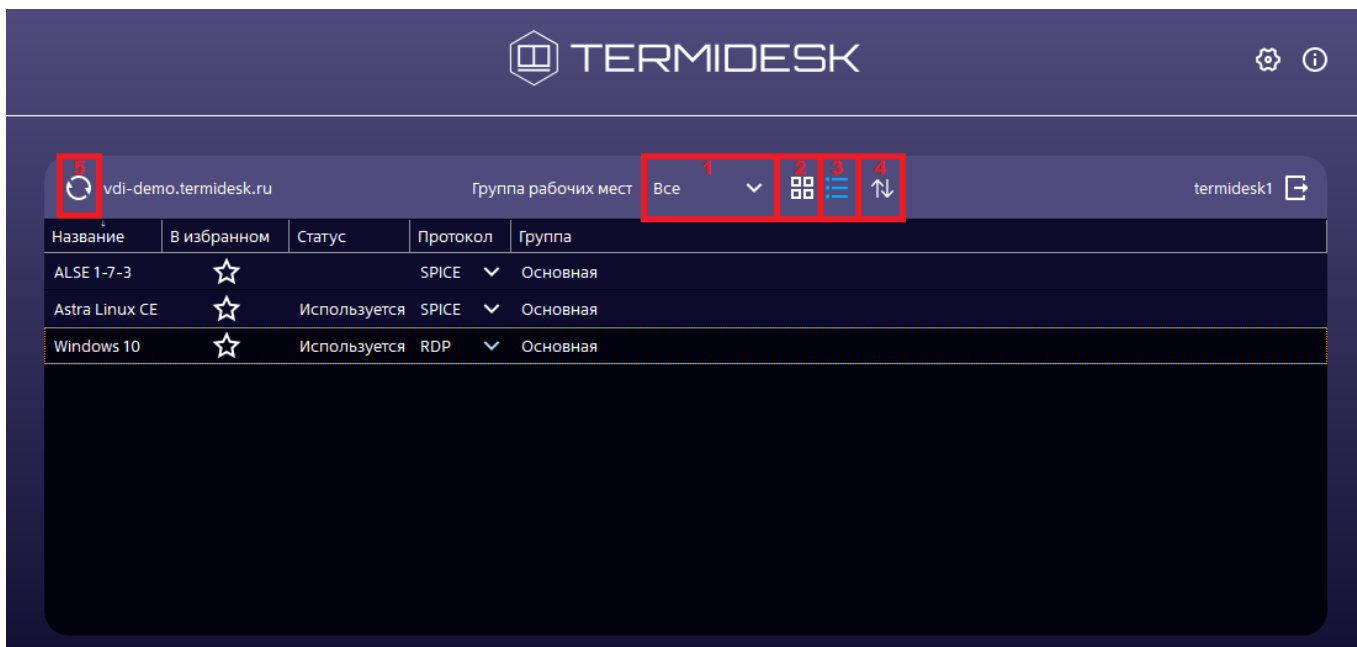 TERMIDESK
5 1 2 3 4
vdi-demo.termidesk.ru Группа рабочих мест Все termidesk1
Название В избранном Статус Протокол Группа
ALSE 1-7-3 SPICE Основная
Astra Linux CE Используется SPICE Основная
Windows 10 Используется RDP Основная